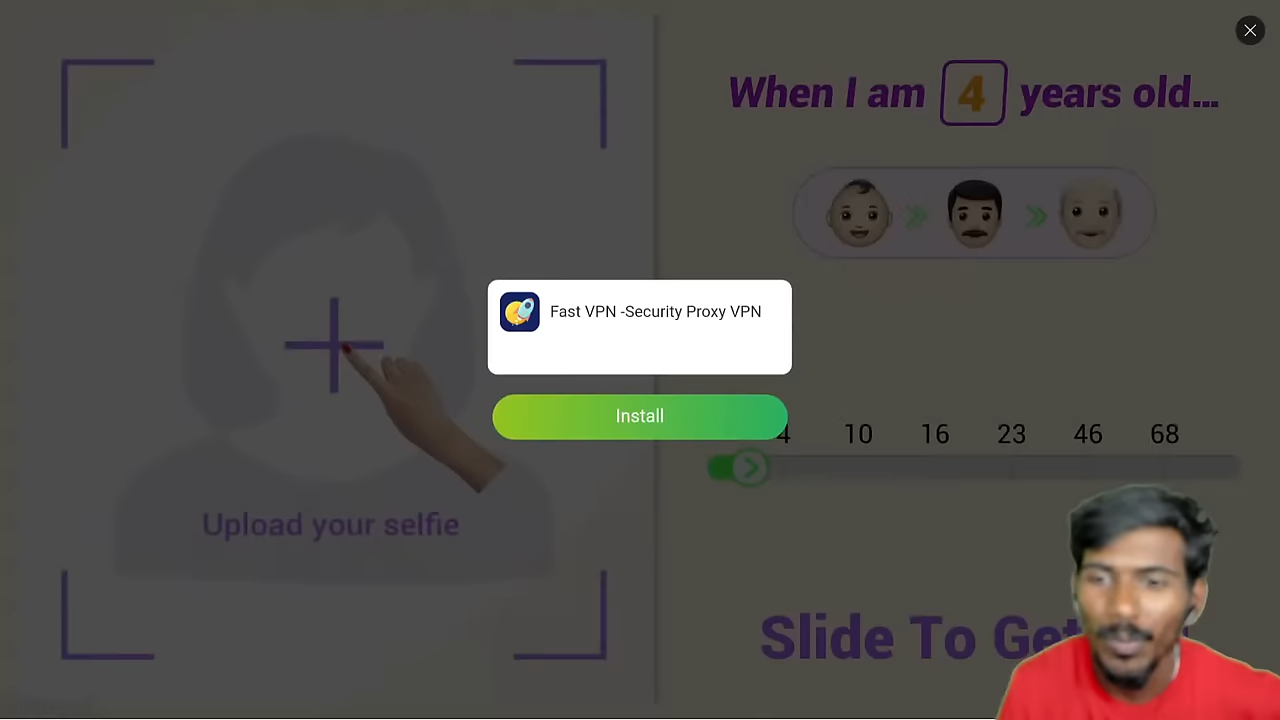 When I am 4 years old...
Fast VPN -Security Proxy VPN
Install
4 10 16 23 46 68
Upload your selfie
Slide To Get